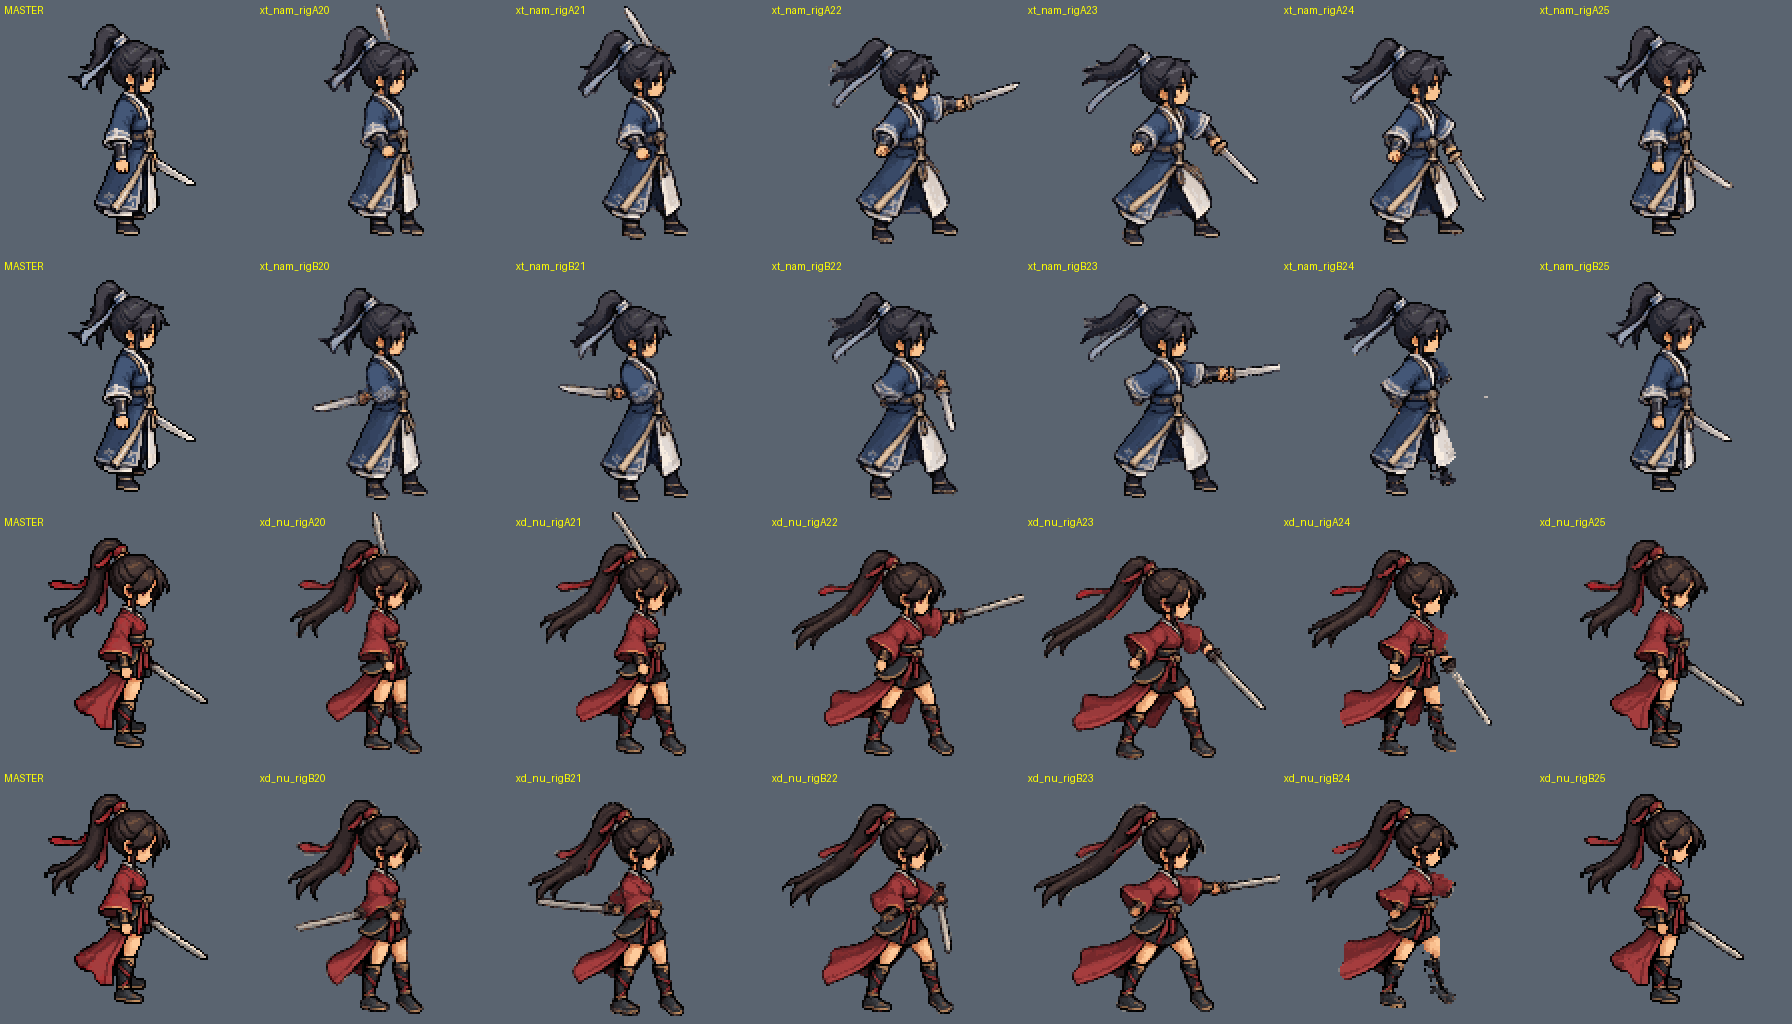 MASTER xt_nam_rigA20 xt_nam_rigA21 xt_nam_rigA22 xt_nam_rigA23 xt_nam_rigA24 xt_nam_rigA25
MASTER xt_nam_rigB20 xt_nam_rigB21 xt_nam_rigB22 xt_nam_rigB23 xt_nam_rigB24 xt_nam_rigB25
MASTER xd_nu_rigA20 xd_nu_rigA21 xd_nu_rigA22 xd_nu_rigA23 xd_nu_rigA24 xd_nu_rigA25
MASTER xd_nu_rigB20 xd_nu_rigB21 xd_nu_rigB22 xd_nu_rigB23 xd_nu_rigB24 xd_nu_rigB25